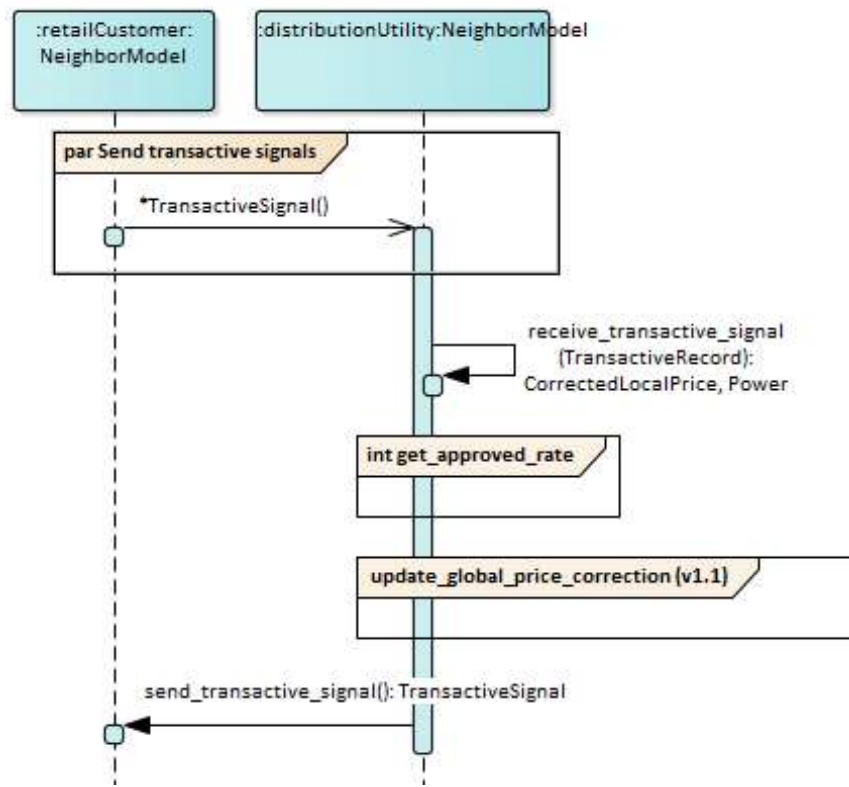 :retailCustomer:
NeighborModel
:distributionUtility:NeighborModel
par Send transactive signals
*TransactiveSignal()
receive_transactive_signal
(TransactiveRecord):
CorrectedLocalPrice, Power
int get_approved_rate
update_global_price_correction (v1.1)
send_transactive_signal(): TransactiveSignal